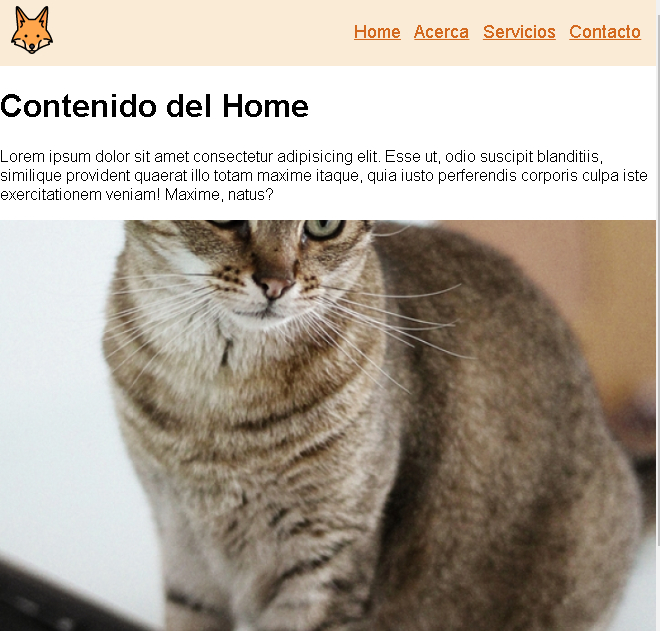 Home Acerca Servicios Contacto
Contenido del Home
Lorem ipsum dolor sit amet consectetur adipisicing elit. Esse ut, odio suscipit blanditiis,
similique provident quaerat illo totam maxime itaque, quia iusto perferendis corporis culpa iste
exercitationem veniam! Maxime, natus?